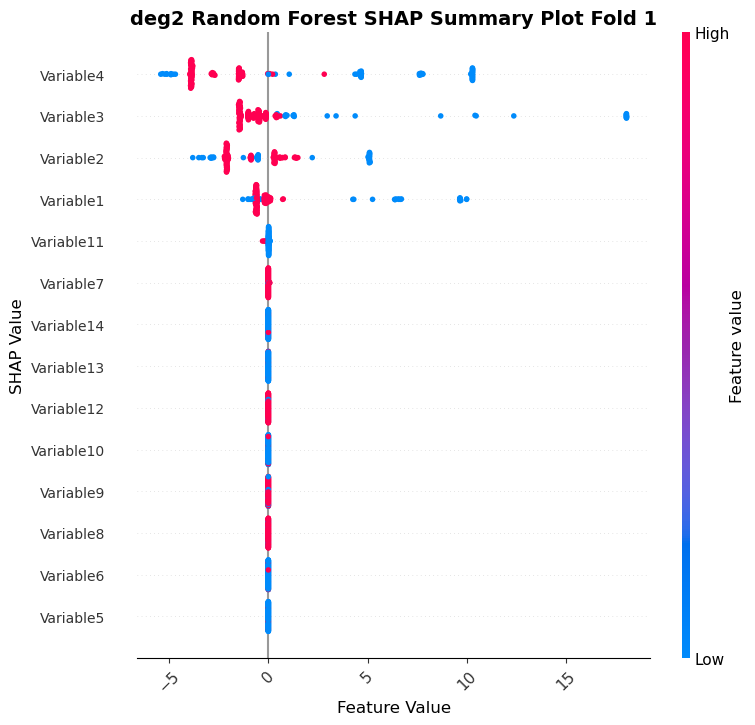 deg2 Random Forest SHAP Summary Plot Fold 1
High
Variable4
Variable3
Variable2
Variable1
Variable11
Variable7
Variable14
Variable13
Variable12
Variable10
Variable9
Variable8
Variable6
Variable5
SHAP Value
Feature value
Low
−5
0
5
10
15
Feature Value